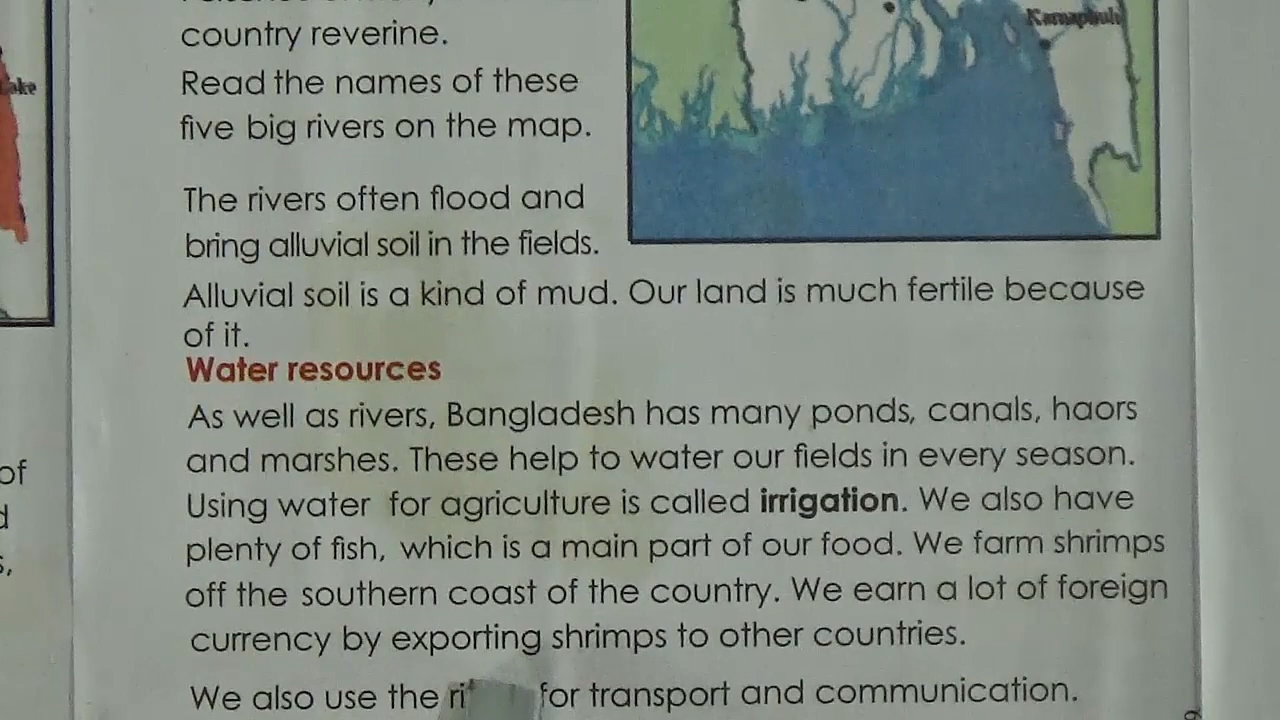 country reverine.
Read the names of these
five big rivers on the map.
The rivers often flood and
bring alluvial soil in the fields.
Alluvial soil is a kind of mud. Our land is much fertile because
of it.
Water resources
As well as rivers, Bangladesh has many ponds, canals, haors
and marshes. These help to water our fields in every season.
Using water for agriculture is called irrigation. We also have
plenty of fish, which is a main part of our food. We farm shrimps
off the southern coast of the country. We earn a lot of foreign
currency by exporting shrimps to other countries.
We also use the for transport and communication.
Karnaphuli
of